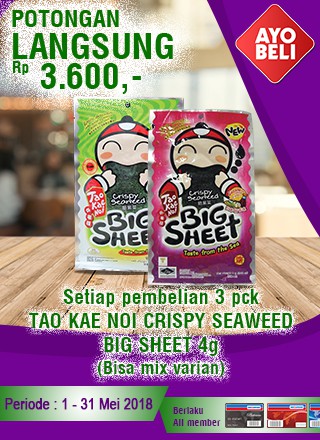 POTONGAN
LANGSUNG
Rp 3.600,-
AYO
BELI
Tao Kae Noi
Crispy
Seaweed
BIG
SHEET
NEW
Tao Kae Noi
Crispy
Seaweed
BIG
SHEET
Taste from the Sea
Setiap pembelian 3 pck
TAO KAE NOI CRISPY SEAWEED
BIG SHEET 4g
(Bisa mix varian)
Periode : 1 - 31 Mei 2018
Berlaku
All member